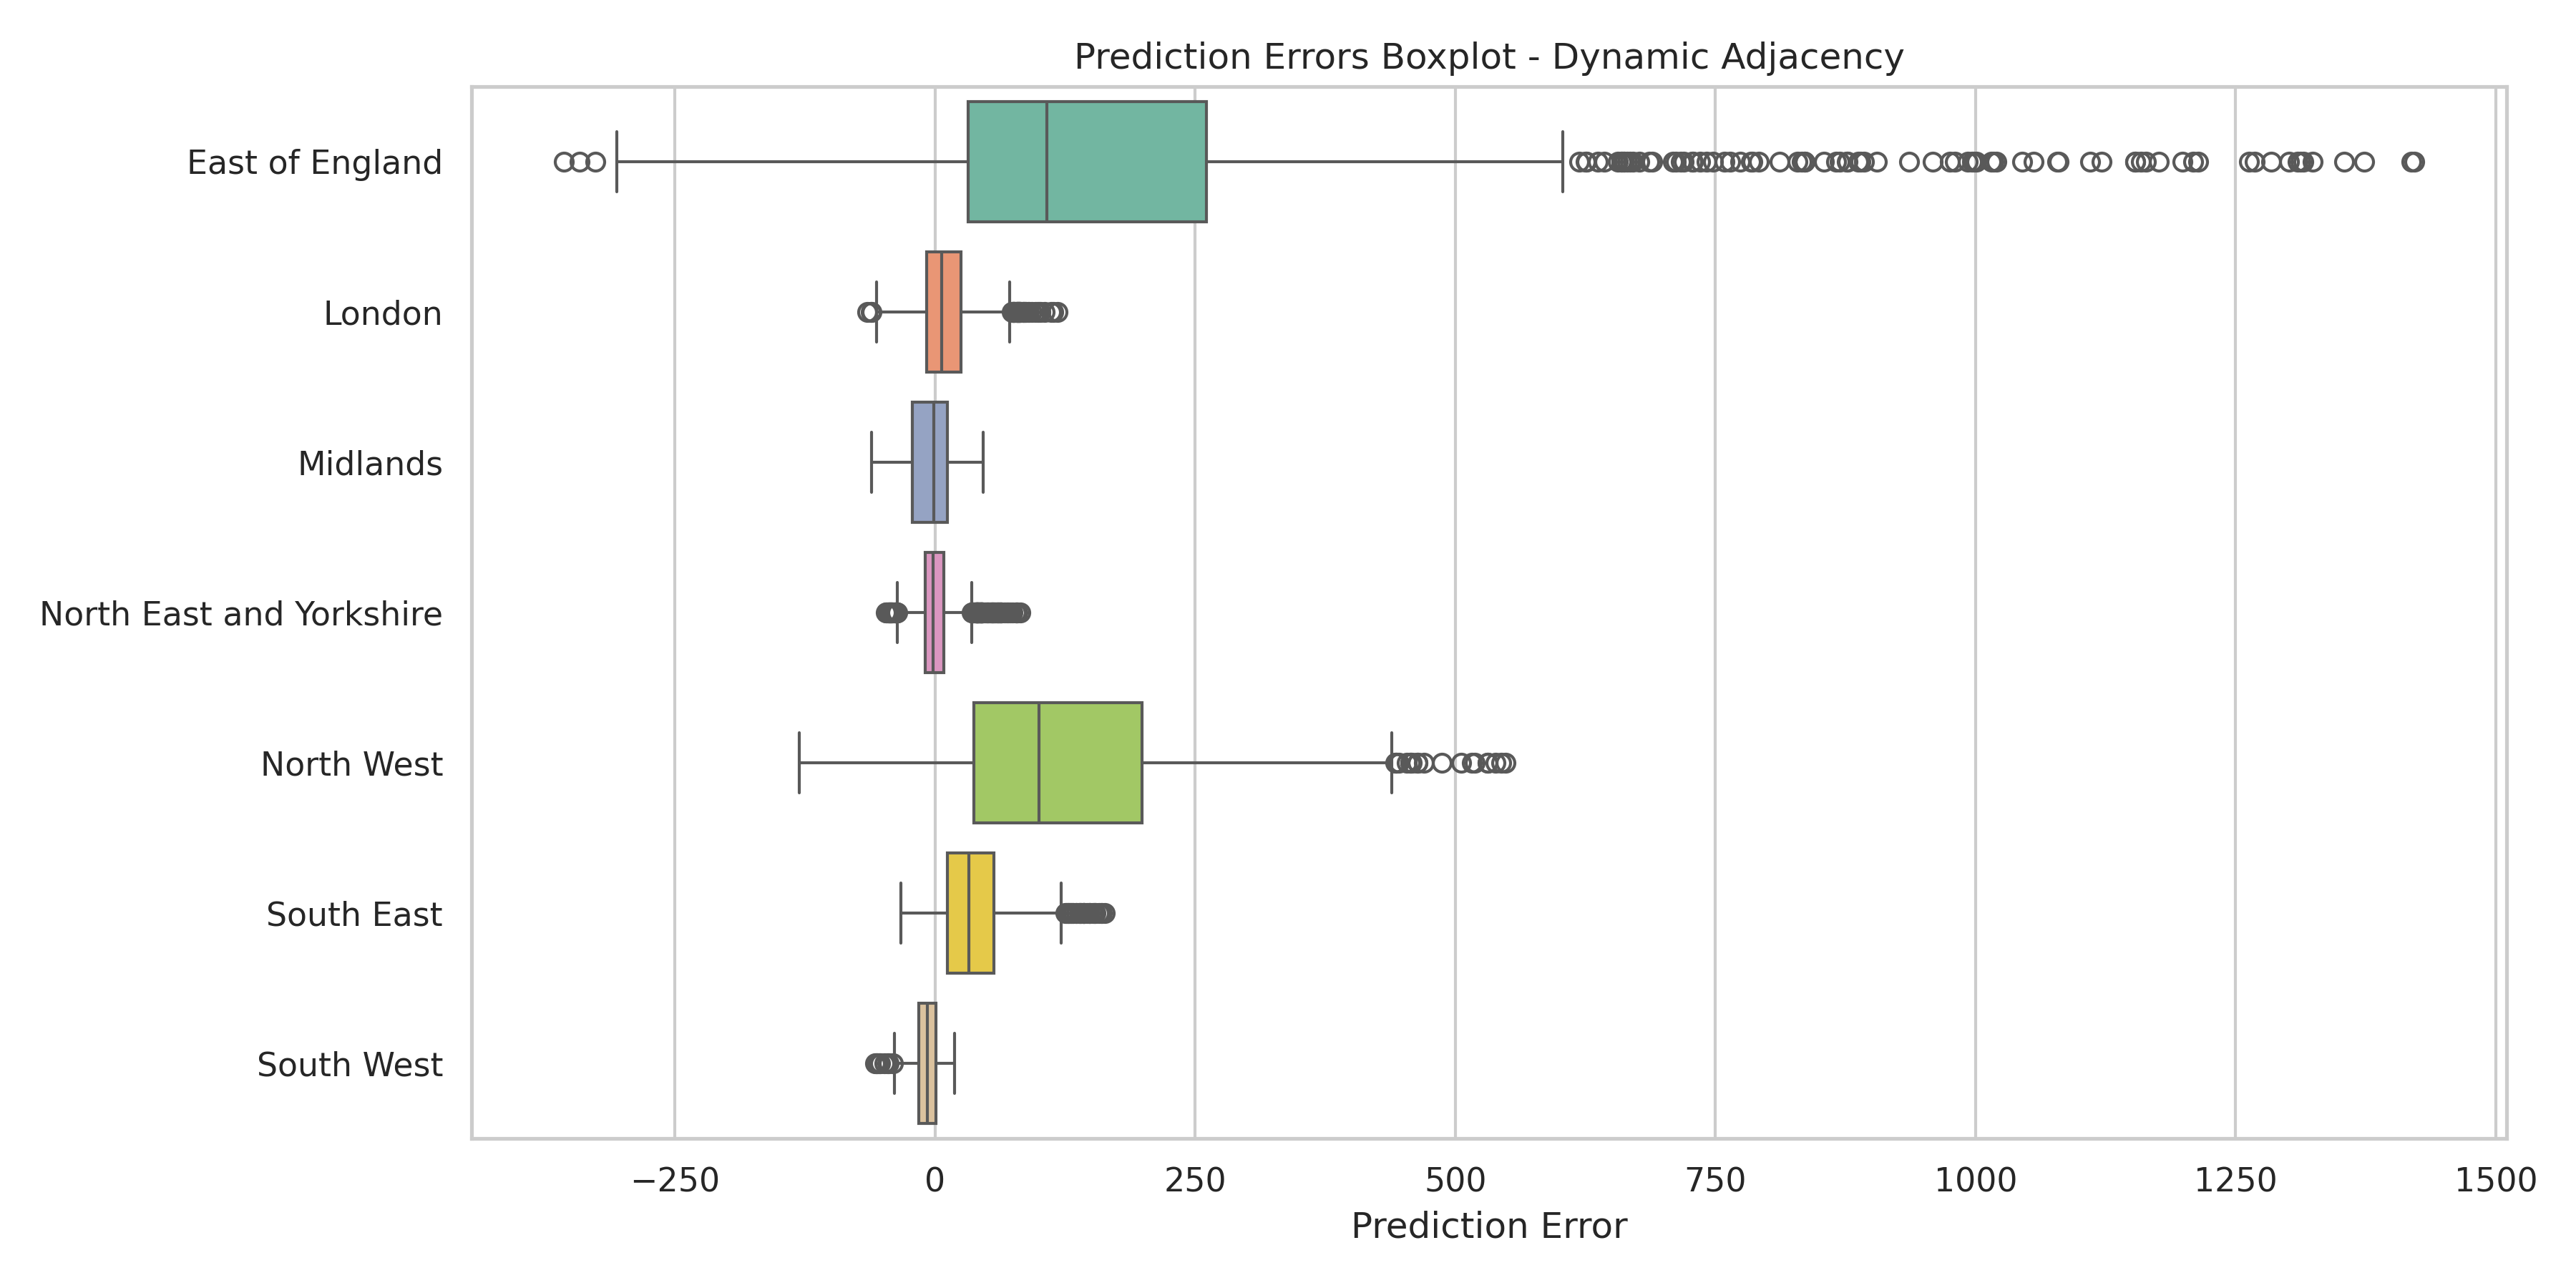 Prediction Errors Boxplot - Dynamic Adjacency
East of England
London
Midlands
North East and Yorkshire
North West
South East
South West
−250 0 250 500 750 1000 1250 1500
Prediction Error